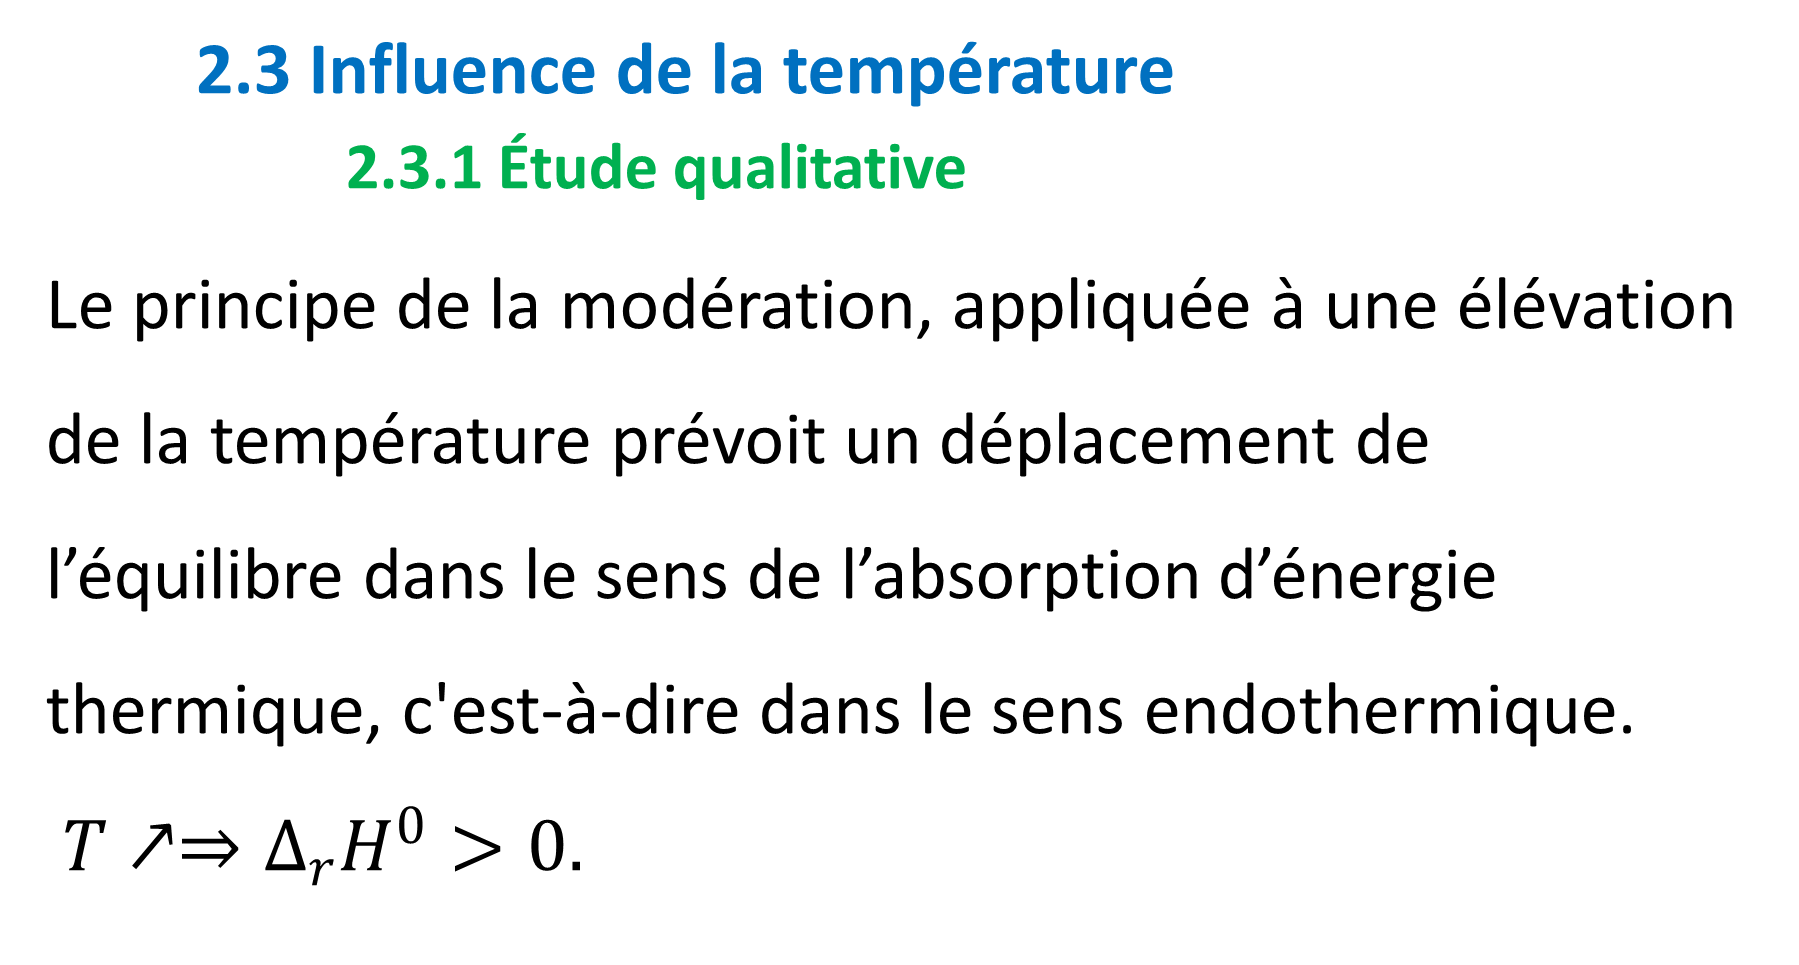 2.3 Influence de la température
2.3.1 Étude qualitative
Le principe de la modération, appliquée à une élévation
de la température prévoit un déplacement de
l’équilibre dans le sens de l’absorption d’énergie
thermique, c'est-à-dire dans le sens endothermique.
T ↗⇒ Δ_r H^0 > 0.